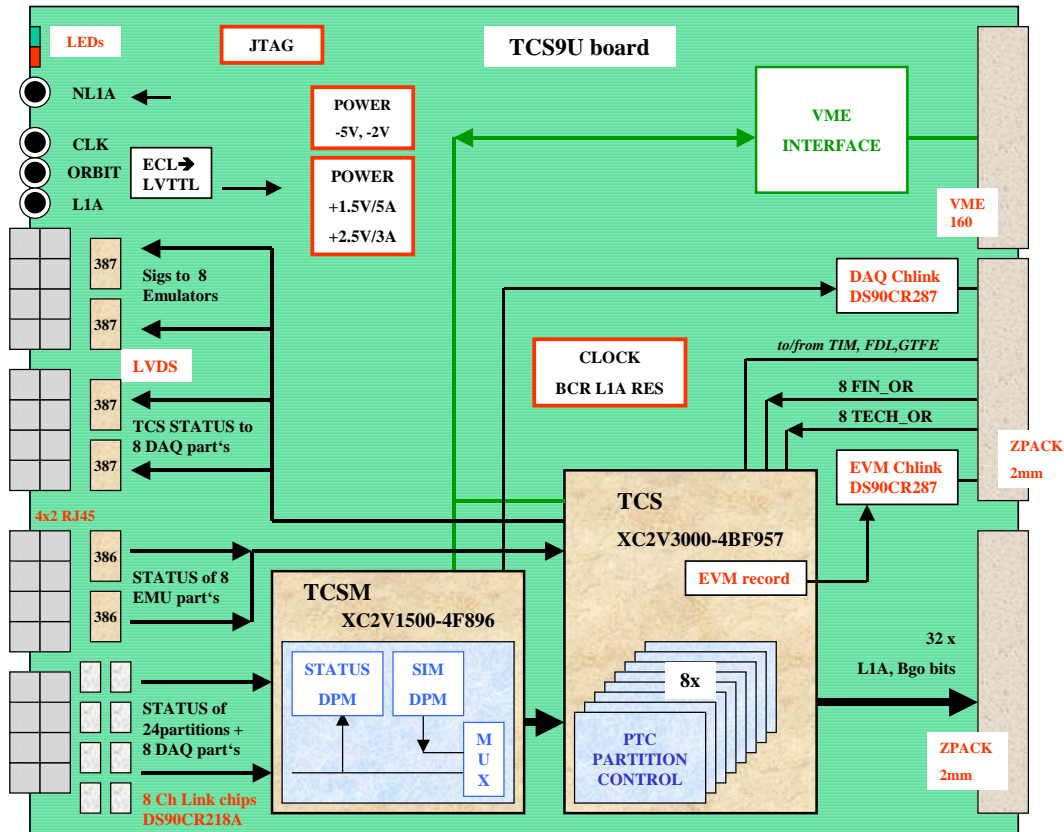 TCS9U board
LEDs
JTAG
NL1A
CLK
ORBIT
L1A
ECL➔
LVTTL
POWER
-5V, -2V
POWER
+1.5V/5A
+2.5V/3A
VME
INTERFACE
VME
160
387
Sigs to 8
Emulators
387
LVDS
387
TCS STATUS to
8 DAQ part‘s
387
DAQ Chlink
DS90CR287
CLOCK
BCR L1A RES
to/from TIM, FDL,GTFE
8 FIN_OR
8 TECH_OR
EVM Chlink
DS90CR287
ZPACK
2mm
4x2 RJ45
386
STATUS of 8
EMU part‘s
386
TCS
XC2V3000-4BF957
EVM record
TCSM
XC2V1500-4F896
STATUS
DPM
SIM
DPM
M
U
X
8x
PTC
PARTITION
CONTROL
32 x
L1A, Bgo bits
STATUS of
24partitions +
8 DAQ part‘s
8 Ch Link chips
DS90CR218A
ZPACK
2mm